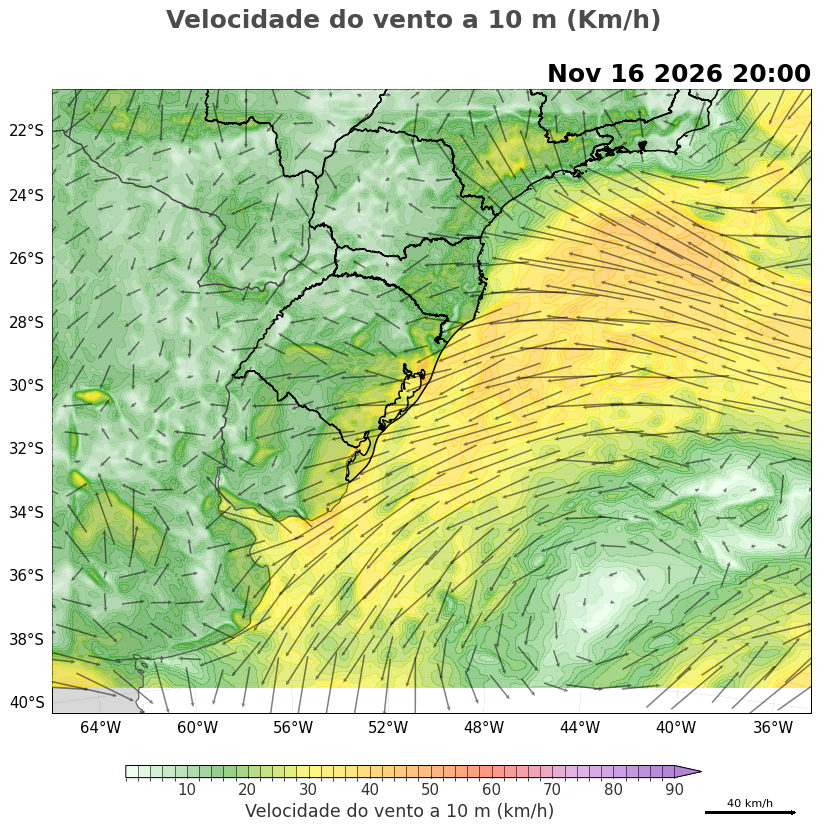 Velocidade do vento a 10 m (Km/h)
Nov 16 2026 20:00
22°S
24°S
26°S
28°S
30°S
32°S
34°S
36°S
38°S
40°S
64°W 60°W 56°W 52°W 48°W 44°W 40°W 36°W
10 20 30 40 50 60 70 80 90
Velocidade do vento a 10 m (km/h)
40 km/h